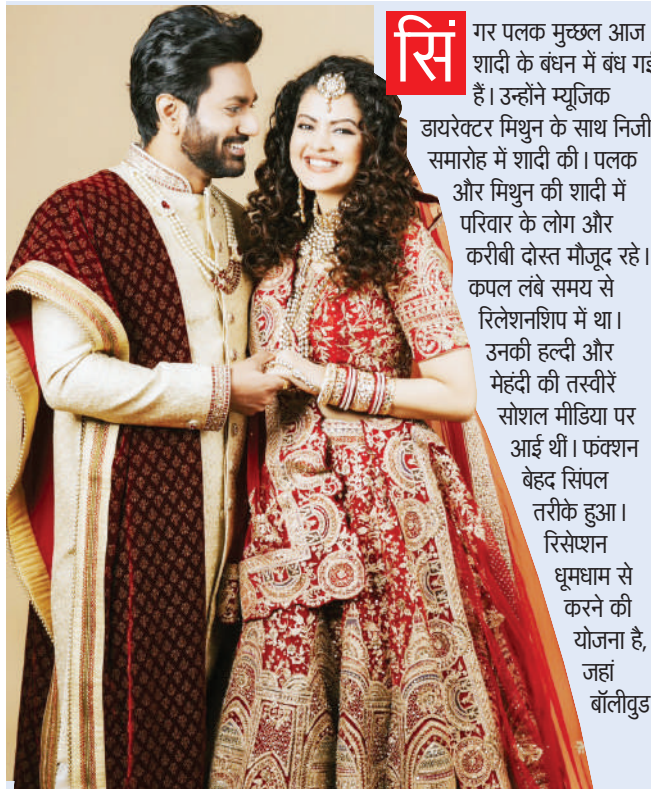 सिंगर पलक मुच्छल आज
शादी के बंधन में बंध गई
हैं। उन्होंने म्यूजिक
डायरेक्टर मिथुन के साथ निजी
समारोह में शादी की। पलक
और मिथुन की शादी में
परिवार के लोग और
करीबी दोस्त मौजूद रहे।
कपल लंबे समय से
रिलेशनशिप में था।
उनकी हल्दी और
मेहंदी की तस्वीरें
सोशल मीडिया पर
आई थीं। फंक्शन
बेहद सिंपल
तरीके हुआ।
रिसेप्शन
धूमधाम से
करने की
योजना है,
जहां
बॉलीवुड